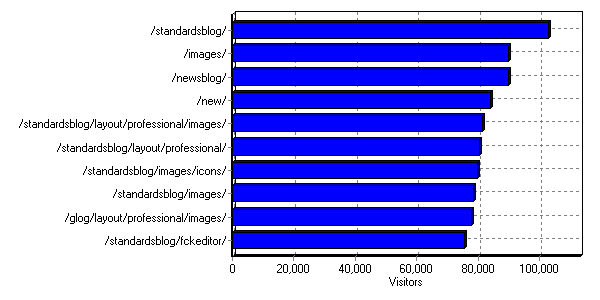 /standardsblog/
/images/
/newsblog/
/new/
/standardsblog/layout/professional/images/
/standardsblog/layout/professional/
/standardsblog/images/icons/
/standardsblog/images/
/glog/layout/professional/images/
/standardsblog/fckeditor/
0 20,000 40,000 60,000 80,000 100,000
Visitors